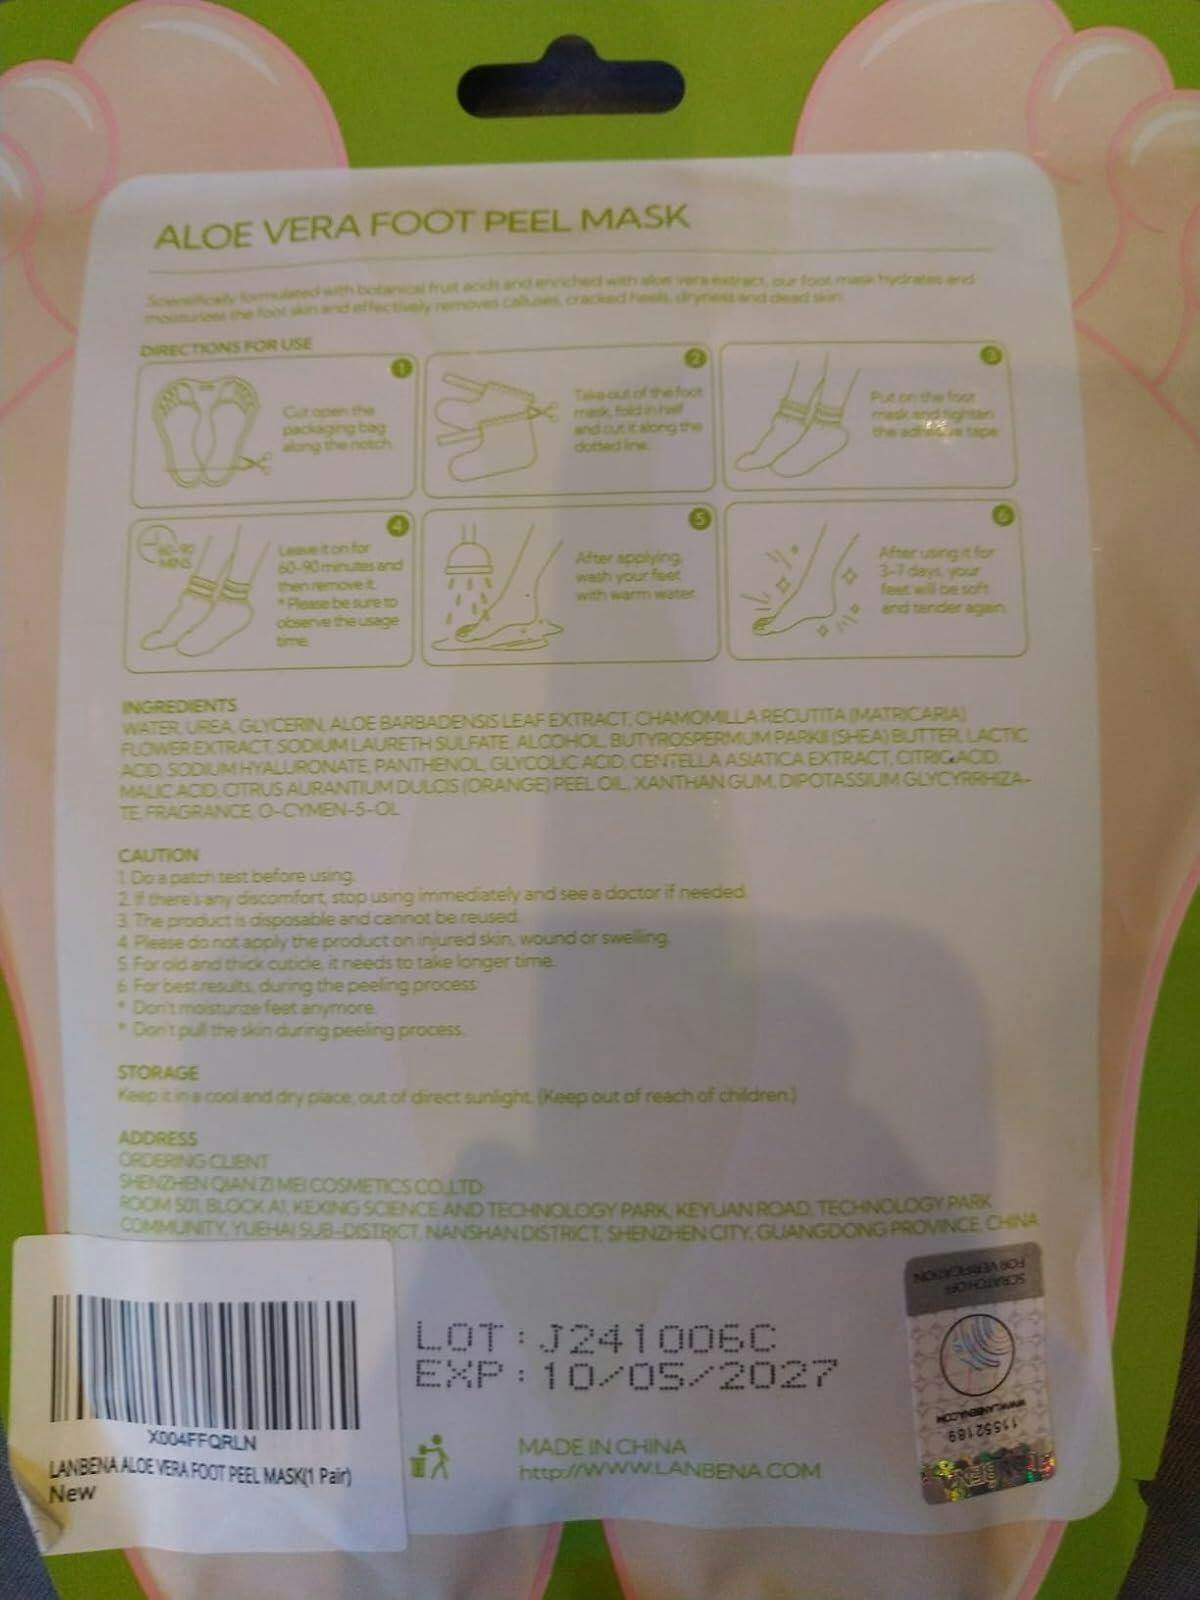 ALOE VERA FOOT PEEL MASK
Scientifically formulated with botanical fruit acids and enriched with aloe vera extract, our foot mask hydrates and
moisturizes the foot skin and effectively removes calluses, cracked heels, dryness and dead skin.
DIRECTIONS FOR USE
1
Cut open the
packaging bag
along the notch.
2
Take out of the foot
mask, fold in half
and cut it along the
dotted line.
3
Put on the foot
mask and tighten
the adhesive tape.
4
60-90
MINS
Leave it on for
60-90 minutes and
then remove it.
*Please be sure to
observe the usage
time.
5
After applying,
wash your feet
with warm water.
6
After using it for
3-7 days, your
feet will be soft
and tender again.
INGREDIENTS
WATER, UREA, GLYCERIN, ALOE BARBADENSIS LEAF EXTRACT, CHAMOMILLA RECUTITA (MATRICARIA)
FLOWER EXTRACT, SODIUM LAURETH SULFATE, ALCOHOL, BUTYROSPERMUM PARKII (SHEA) BUTTER, LACTIC
ACID, SODIUM HYALURONATE, PANTHENOL, GLYCOLIC ACID, CENTELLA ASIATICA EXTRACT, CITRIC ACID,
MALIC ACID, CITRUS AURANTIUM DULCIS (ORANGE) PEEL OIL, XANTHAN GUM, DIPOTASSIUM GLYCYRRHIZA-
TE, FRAGRANCE, O-CYMEN-5-OL
CAUTION
1. Do a patch test before using.
2. If there's any discomfort, stop using immediately and see a doctor if needed.
3. The product is disposable and cannot be reused.
4. Please do not apply the product on injured skin, wound or swelling.
5. For old and thick cuticle, it needs to take longer time.
6. For best results, during the peeling process:
* Don't moisturize feet anymore.
* Don't pull the skin during peeling process.
STORAGE
Keep it in a cool and dry place, out of direct sunlight. (Keep out of reach of children.)
ADDRESS
ORDERING CLIENT
SHENZHEN QIAN ZI MEI COSMETICS CO.,LTD
ROOM 501, BLOCK A1, KEXING SCIENCE AND TECHNOLOGY PARK, KEYUAN ROAD, TECHNOLOGY PARK
COMMUNITY, YUEHAI SUB-DISTRICT, NANSHAN DISTRICT, SHENZHEN CITY, GUANGDONG PROVINCE, CHINA
X004FFQRLN
LANBENA ALOE VERA FOOT PEEL MASK(1 Pair)
New
LOT: J241006C
EXP: 10/05/2027
MADE IN CHINA
http://WWW.LANBENA.COM
SCRATCH OFF
FOR VERIFICATION
WWW.LANBENA.COM
11552189